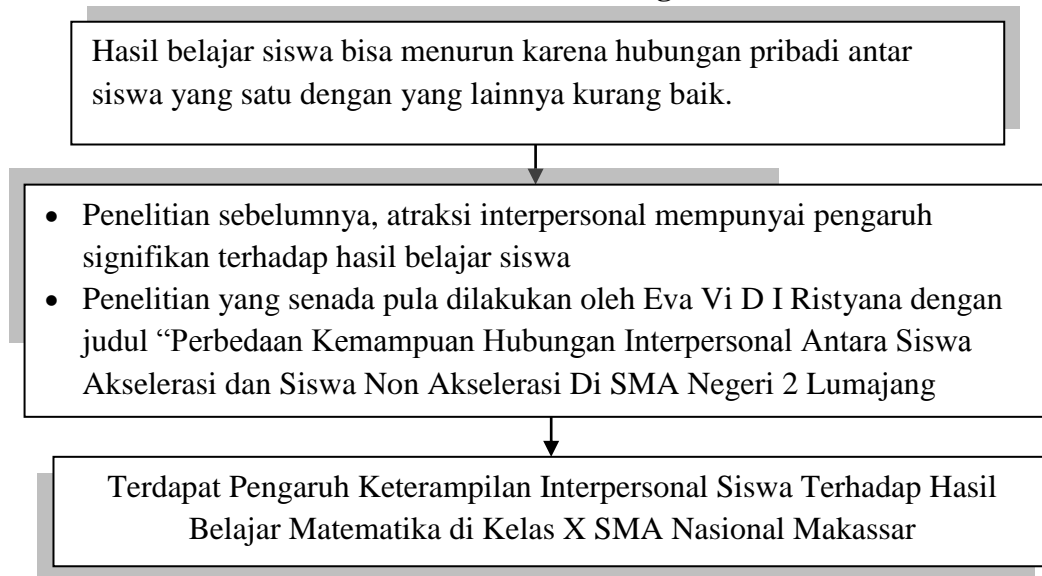 Hasil belajar siswa bisa menurun karena hubungan pribadi antar
siswa yang satu dengan yang lainnya kurang baik.
• Penelitian sebelumnya, atraksi interpersonal mempunyai pengaruh
signifikan terhadap hasil belajar siswa
• Penelitian yang senada pula dilakukan oleh Eva Vi D I Ristyana dengan
judul “Perbedaan Kemampuan Hubungan Interpersonal Antara Siswa
Akselerasi dan Siswa Non Akselerasi Di SMA Negeri 2 Lumajang
Terdapat Pengaruh Keterampilan Interpersonal Siswa Terhadap Hasil
Belajar Matematika di Kelas X SMA Nasional Makassar